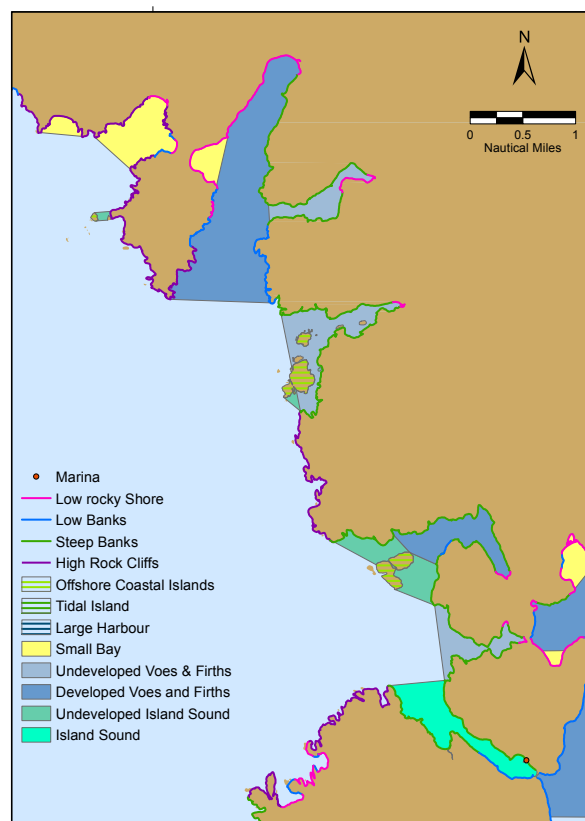 N
0 0.5 1
Nautical Miles
Marina
Low rocky Shore
Low Banks
Steep Banks
High Rock Cliffs
Offshore Coastal Islands
Tidal Island
Large Harbour
Small Bay
Undeveloped Voes & Firths
Developed Voes and Firths
Undeveloped Island Sound
Island Sound